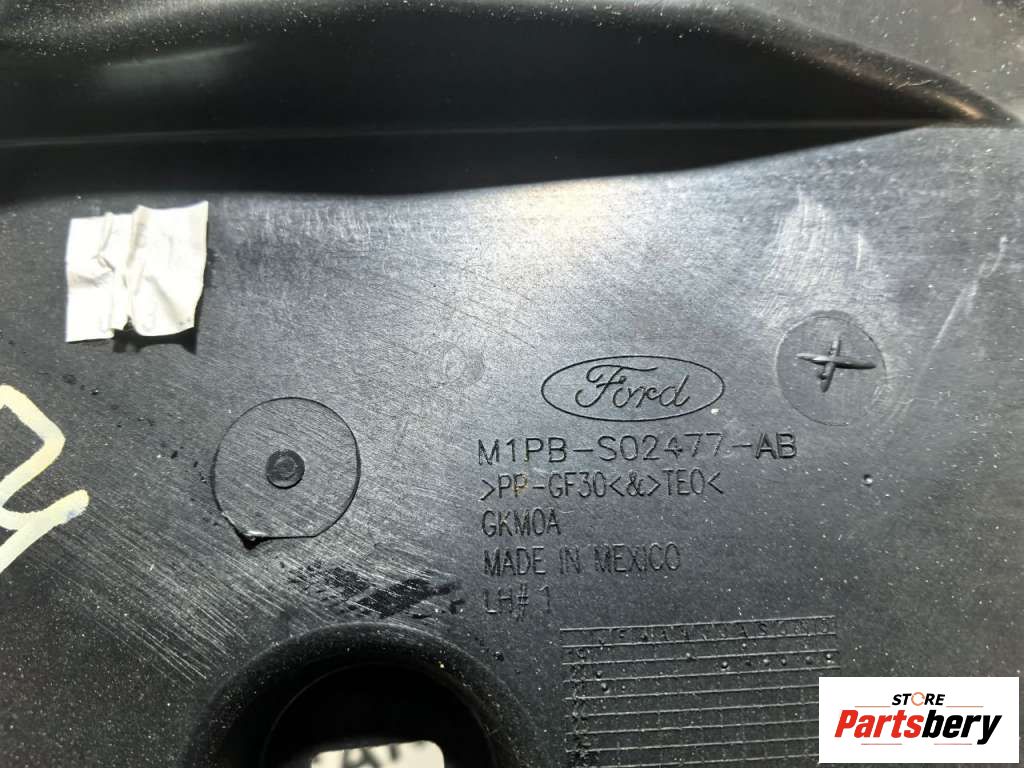 Ford
M1PB-S02477-AB
>PP-GF30<&>TEO<
GKM0A
MADE IN MEXICO
LH# 1
STORE
Partsbery